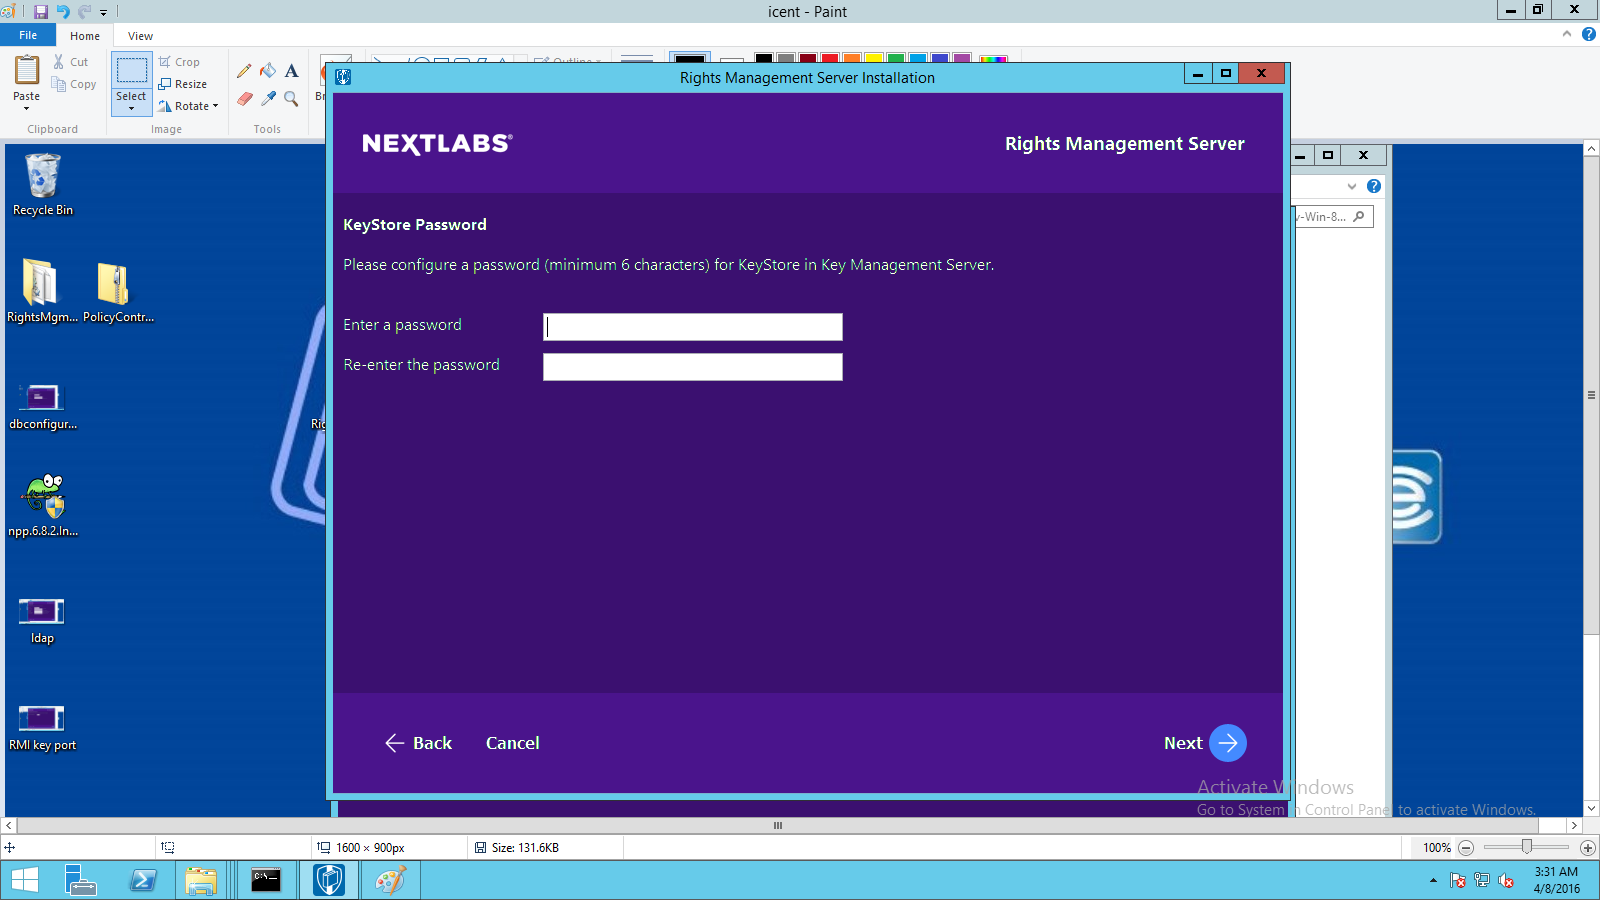 icent - Paint
File
Home
View
Paste
Cut
Copy
Clipboard
Select
Crop
Resize
Rotate
Image
Tools
Outline
Rights Management Server Installation
NEXTLABS®
Rights Management Server
KeyStore Password
Please configure a password (minimum 6 characters) for KeyStore in Key Management Server.
Enter a password
Re-enter the password
Back
Cancel
Next
v-Win-8...
Recycle Bin
RightsMgm...
PolicyContr...
dbconfigur...
npp.6.8.2.In...
ldap
RMI key port
Activate Windows
Go to System in Control Panel to activate Windows.
1600 × 900px
Size: 131.6KB
100%
3:31 AM
4/8/2016